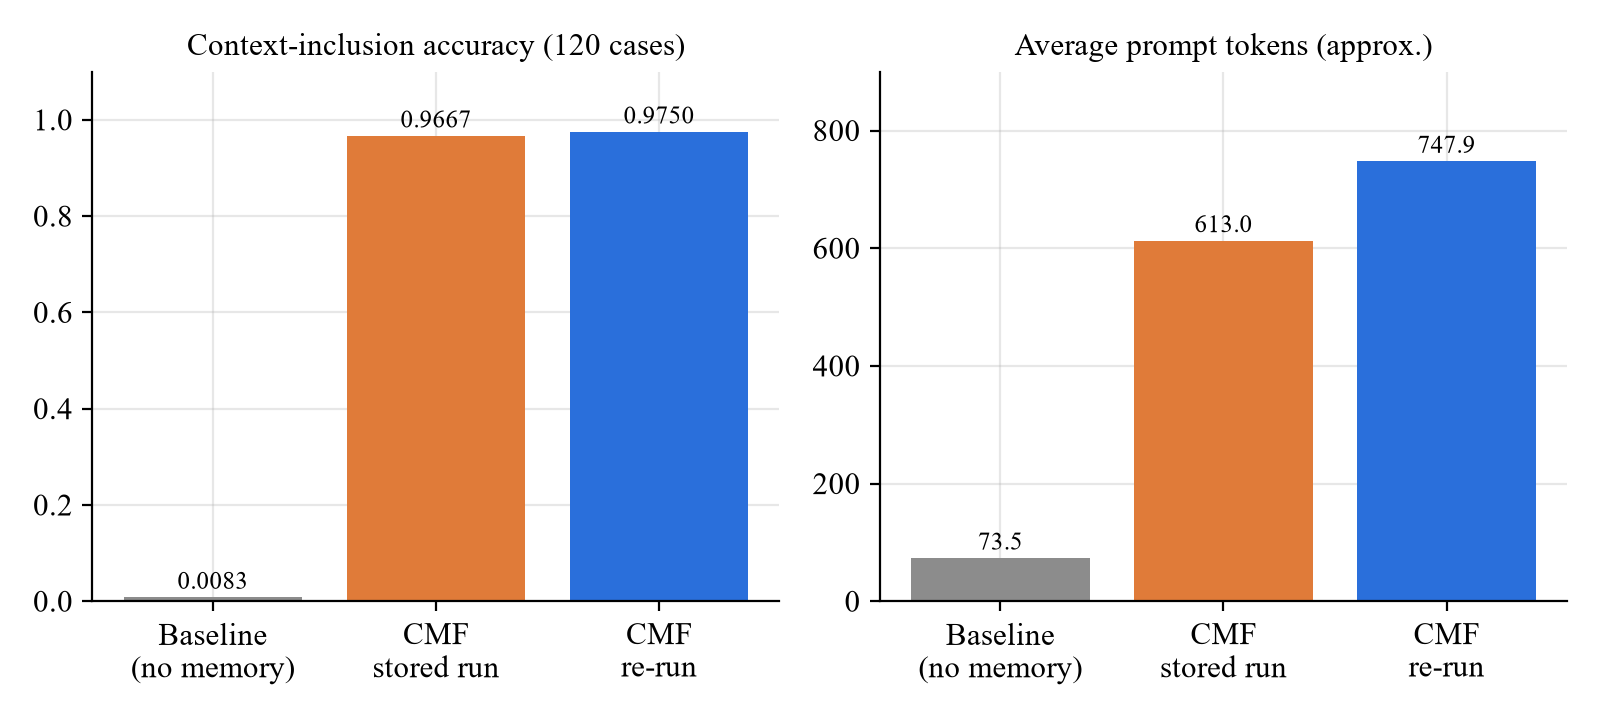 Context-inclusion accuracy (120 cases)
1.0
0.8
0.6
0.4
0.2
0.0
0.0083
0.9667
0.9750
Baseline
(no memory)
CMF
stored run
CMF
re-run
Average prompt tokens (approx.)
800
600
400
200
0
73.5
613.0
747.9
Baseline
(no memory)
CMF
stored run
CMF
re-run